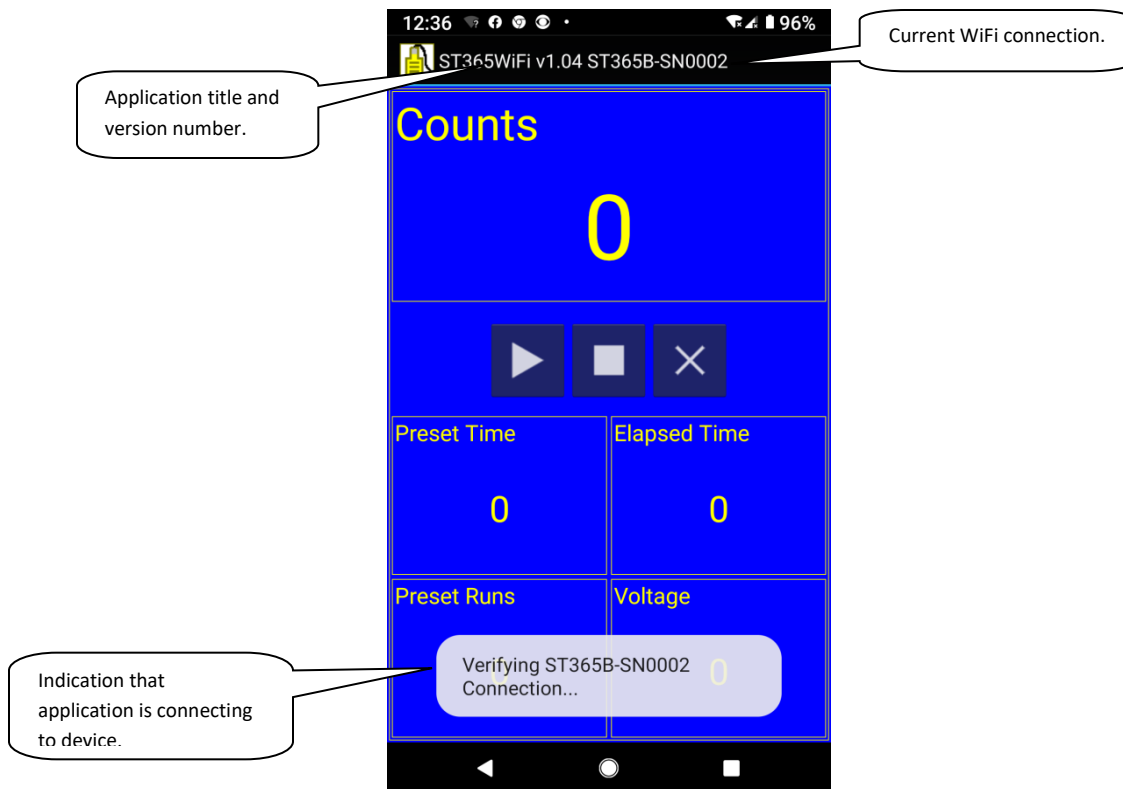 12:36
96%
Current WiFi connection.
ST365WiFi v1.04 ST365B-SN0002
Application title and
version number.
Counts
0
Preset Time
Elapsed Time
0
0
Preset Runs
Voltage
Verifying ST365B-SN0002
Connection...
0
0
Indication that
application is connecting
to device.